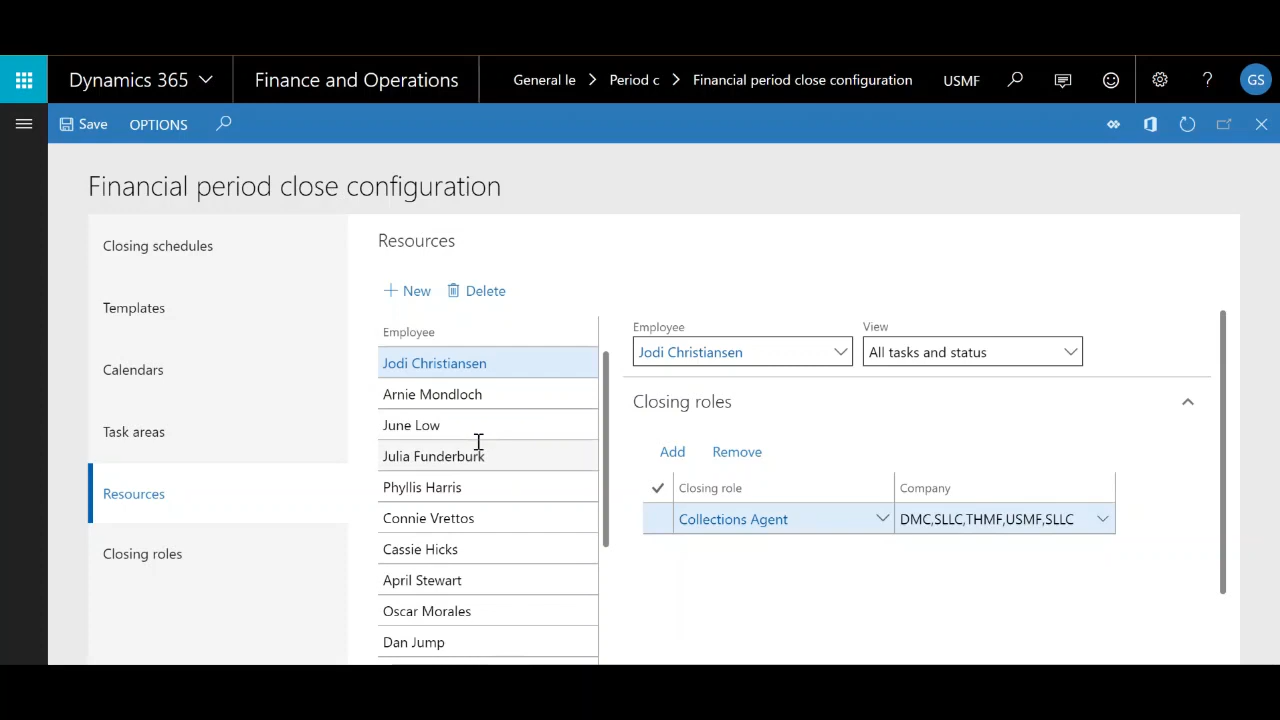 Dynamics 365 Finance and Operations General le Period c Financial period close configuration USMF ? GS
Save OPTIONS
Financial period close configuration
Closing schedules
Templates
Calendars
Task areas
Resources
Closing roles
Resources
New Delete
Employee
Jodi Christiansen
Arnie Mondloch
June Low
Julia Funderburk
Phyllis Harris
Connie Vrettos
Cassie Hicks
April Stewart
Oscar Morales
Dan Jump
Employee View
Jodi Christiansen All tasks and status
Closing roles
Add Remove
Closing role Company
Collections Agent DMC,SLLC,THMF,USMF,SLLC